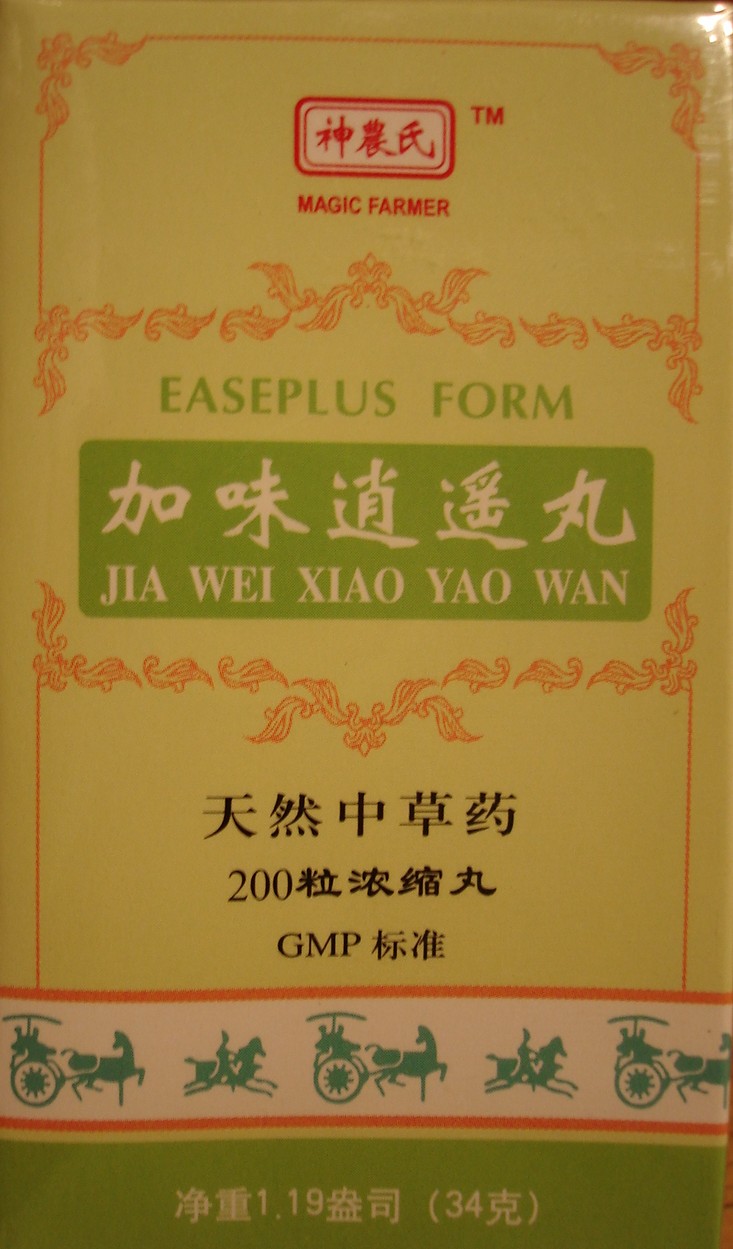 神農氏 TM
MAGIC FARMER
EASEPLUS FORM
加味逍遥丸
JIA WEI XIAO YAO WAN
天然中草药
200粒浓缩丸
GMP 标准
净重1.19盎司（34克）